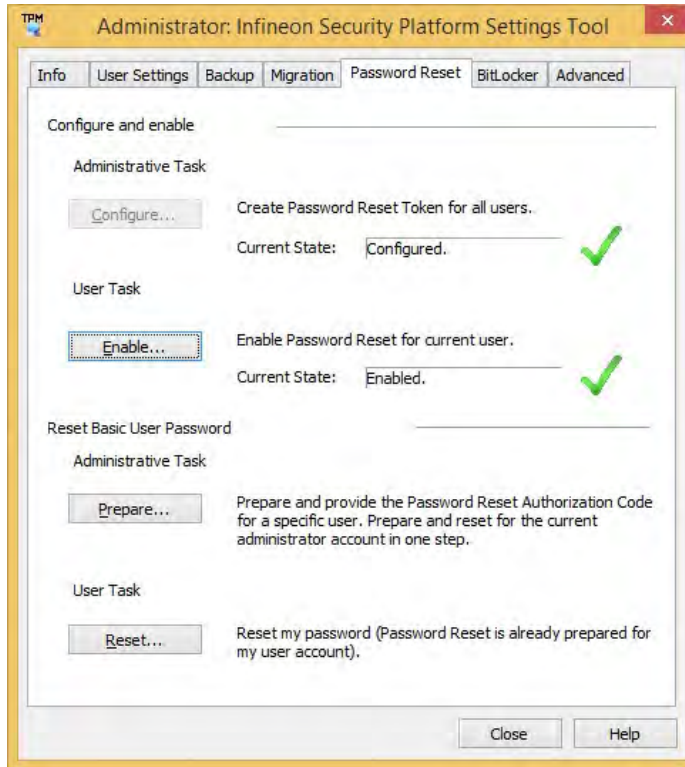 TPM
Administrator: Infineon Security Platform Settings Tool
Info User Settings Backup Migration Password Reset BitLocker Advanced
Configure and enable
Administrative Task
Configure... Create Password Reset Token for all users.
Current State: Configured.
User Task
Enable... Enable Password Reset for current user.
Current State: Enabled.
Reset Basic User Password
Administrative Task
Prepare... Prepare and provide the Password Reset Authorization Code
for a specific user. Prepare and reset for the current
administrator account in one step.
User Task
Reset... Reset my password (Password Reset is already prepared for
my user account).
Close Help